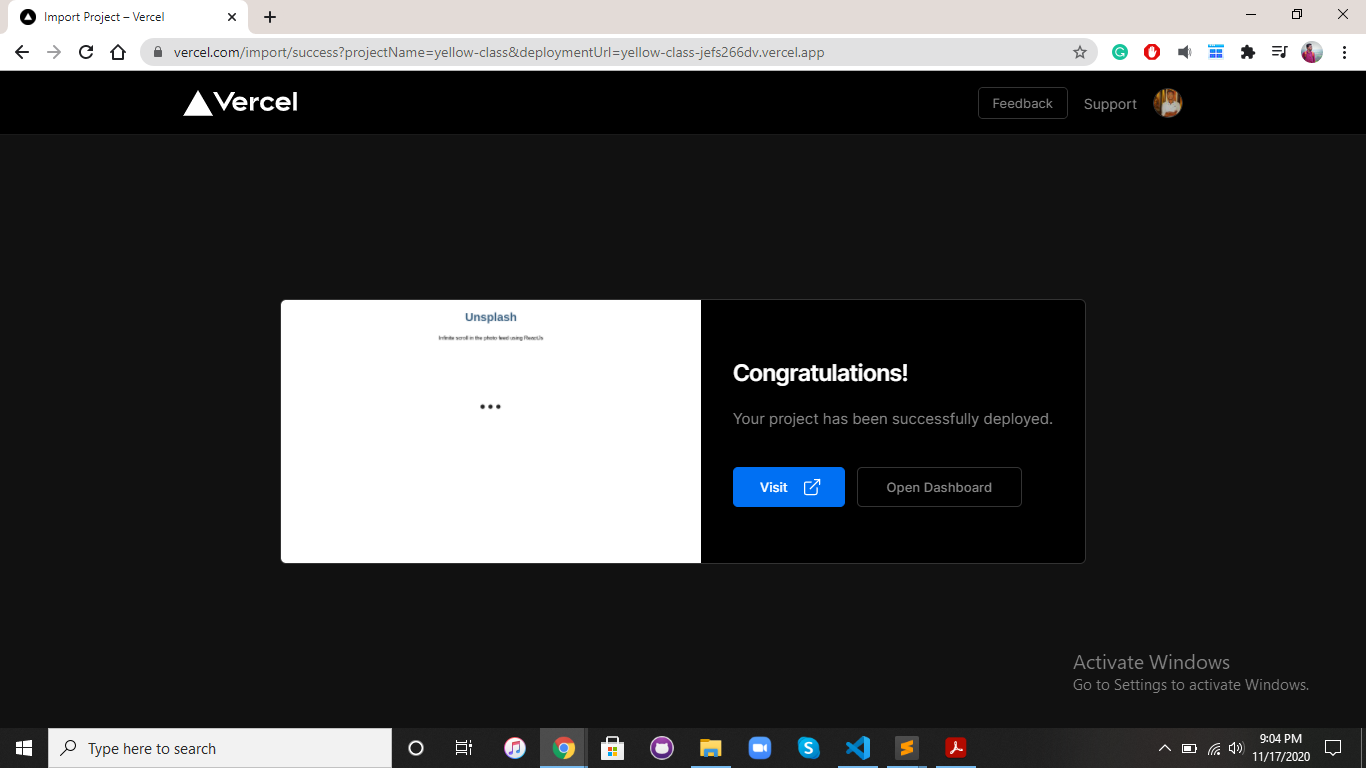 Import Project – Vercel
vercel.com/import/success?projectName=yellow-class&deploymentUrl=yellow-class-jefs266dv.vercel.app
Vercel
Feedback
Support
Unsplash
Infinite scroll in the photo feed using ReactJs
Congratulations!
Your project has been successfully deployed.
Visit
Open Dashboard
Activate Windows
Go to Settings to activate Windows.
Type here to search
9:04 PM
11/17/2020